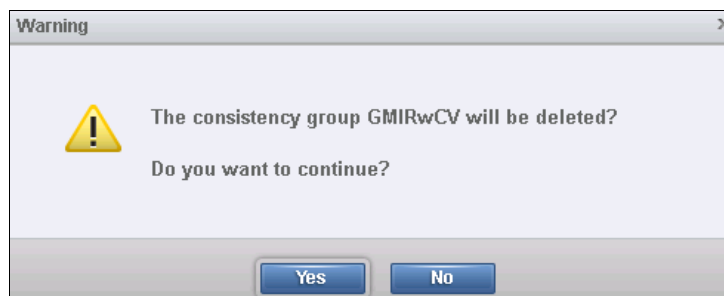 Warning
The consistency group GMIRwCV will be deleted?
Do you want to continue?
Yes No